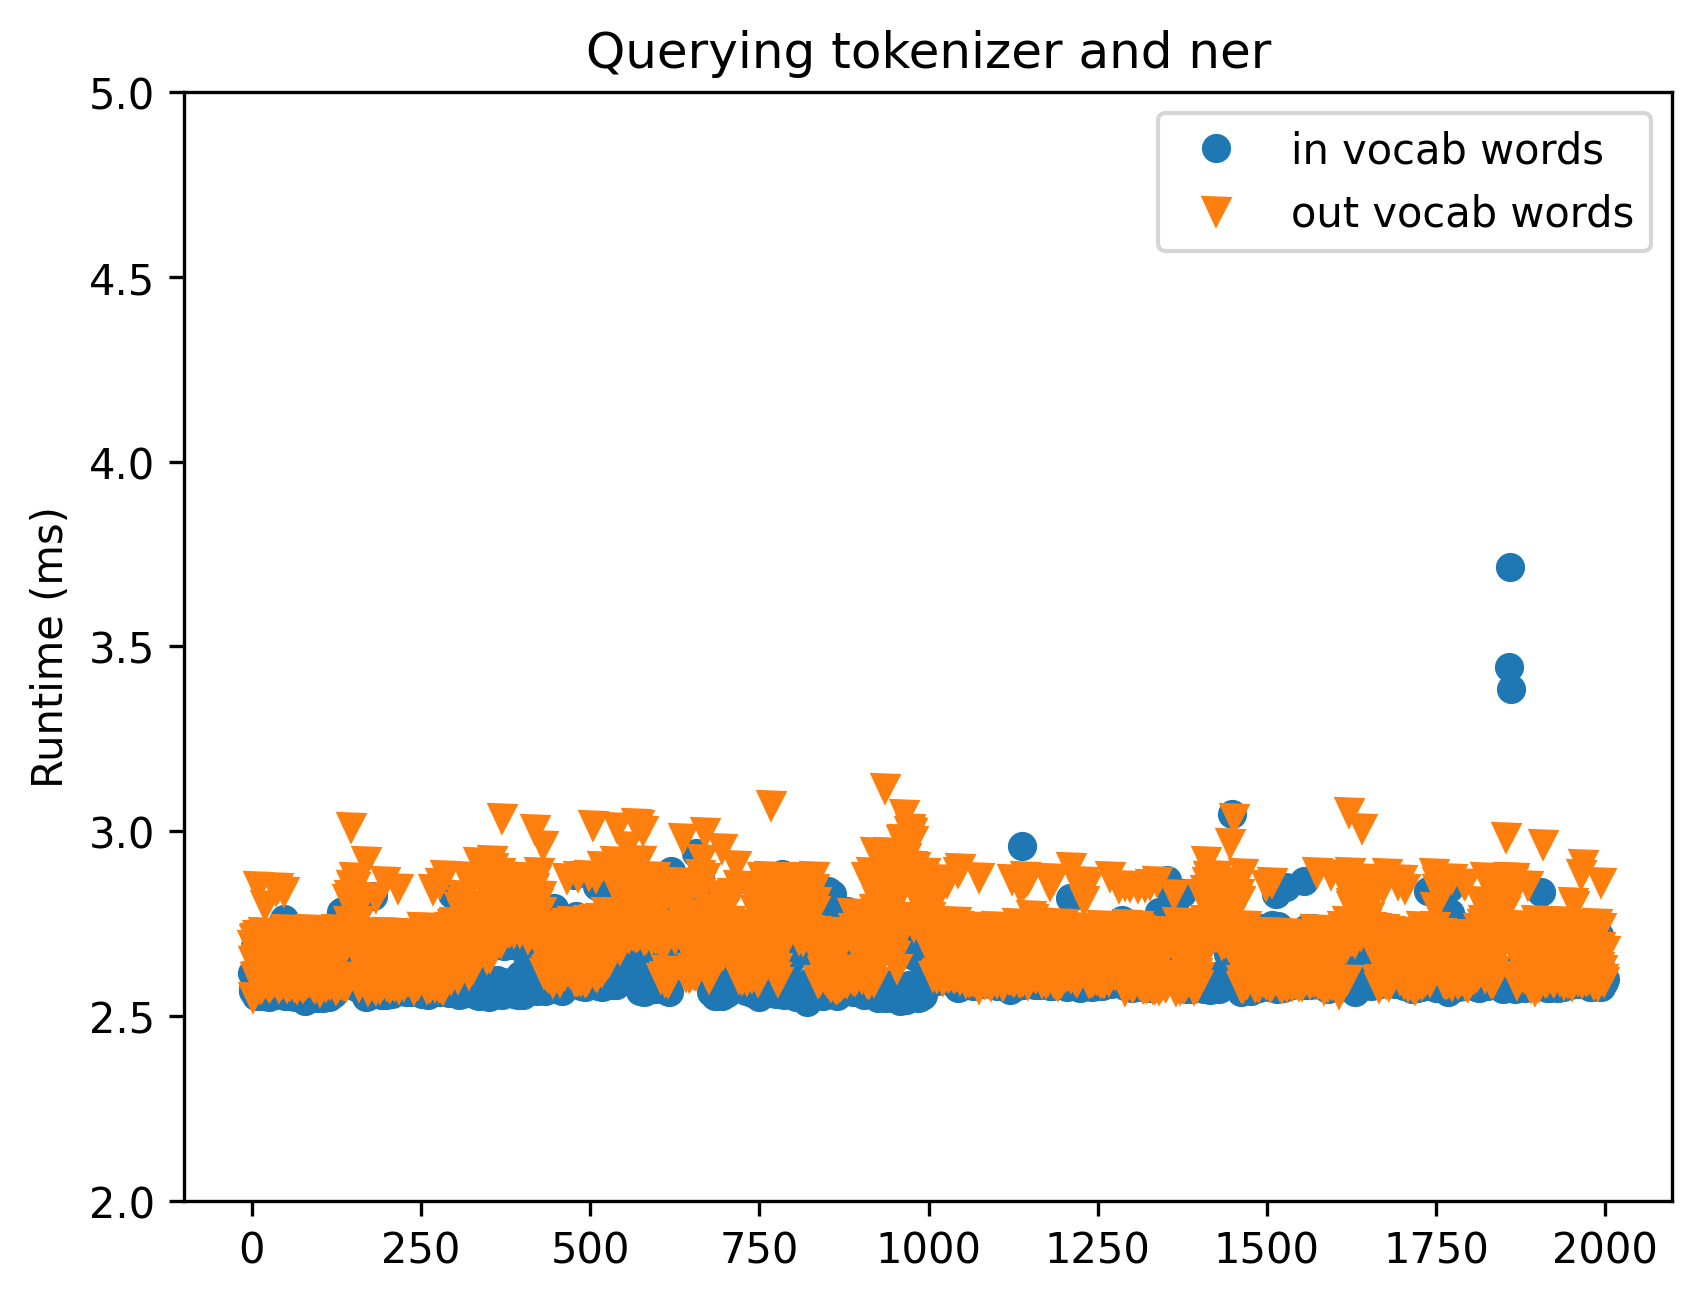 Querying tokenizer and ner
5.0
4.5
4.0
3.5
3.0
2.5
2.0
Runtime (ms)
in vocab words
out vocab words
0 250 500 750 1000 1250 1500 1750 2000